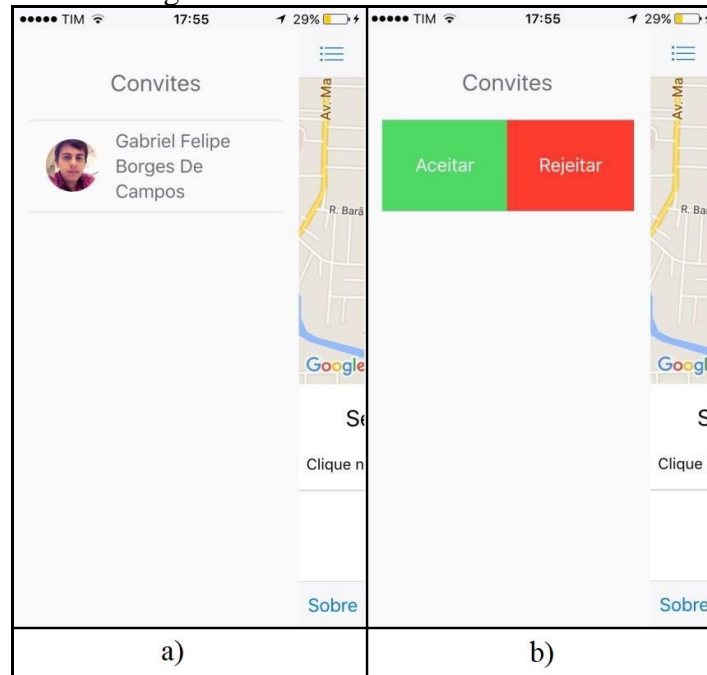 TIM 17:55 29%
Convites
Gabriel Felipe
Borges De
Campos
Av. Ma
R. Bará
Google
Se
Clique n
Sobre
a)
TIM 17:55 29%
Convites
Aceitar Rejeitar
Av. Ma
R. Ba
Googl
S
Clique
Sobre
b)